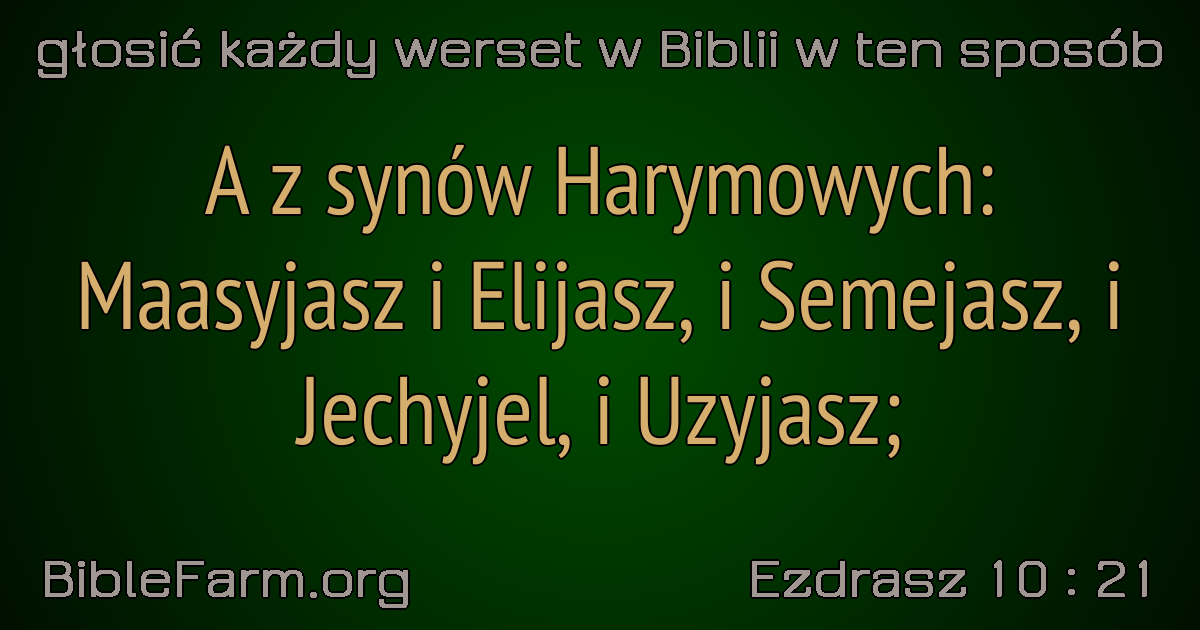 głosić każdy werset w Biblii w ten sposób
A z synów Harymowych:
Maasyjasz i Elijasz, i Semejasz, i
Jechyjel, i Uzyjasz;
BibleFarm.org
Ezdrasz 10 : 21